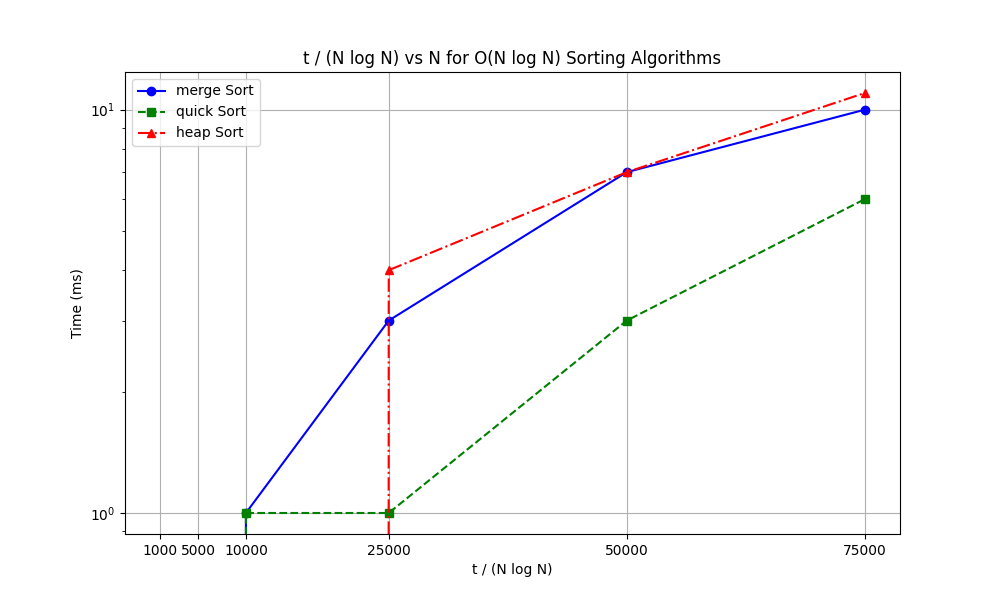 t / (N log N) vs N for O(N log N) Sorting Algorithms
merge Sort
quick Sort
heap Sort
10¹
10⁰
Time (ms)
1000 5000 10000 25000 50000 75000
t / (N log N)